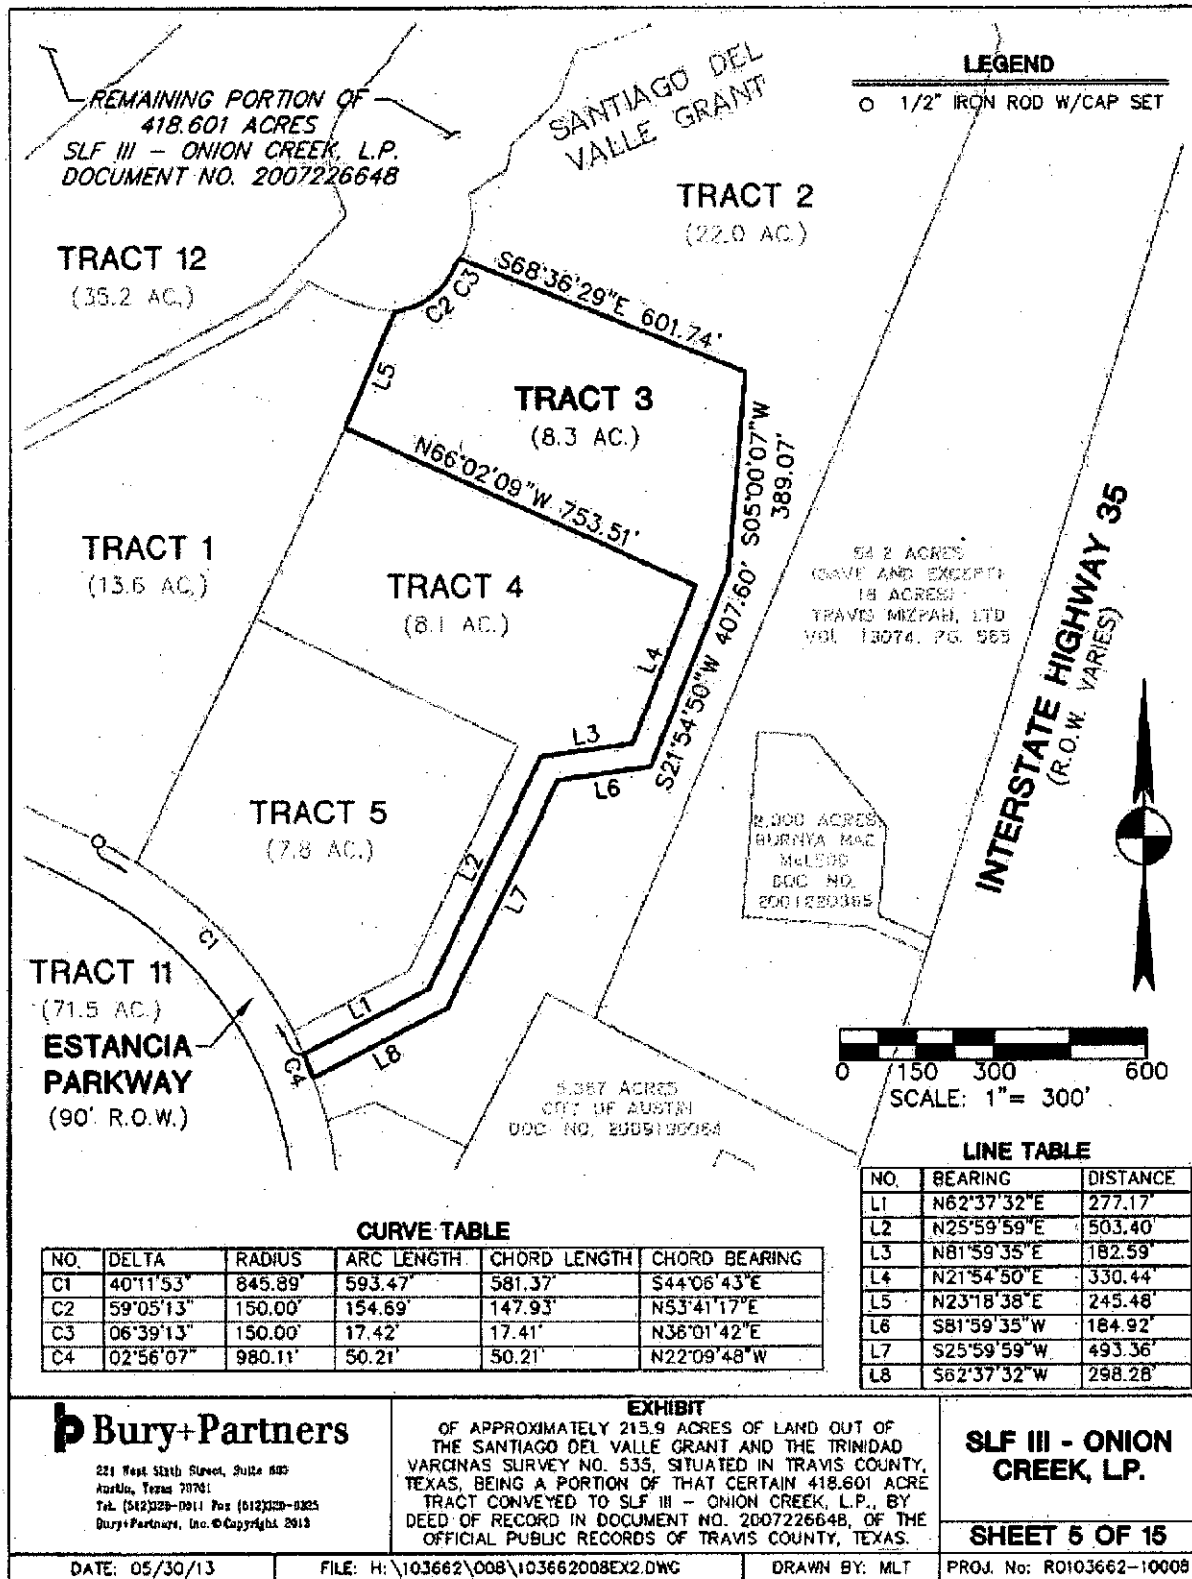 LEGEND
O 1/2" IRON ROD W/CAP SET
REMAINING PORTION OF
418.601 ACRES
SLF III – ONION CREEK, L.P.
DOCUMENT NO. 2007226648
SANTIAGO DEL
VALLE GRANT
TRACT 2
(22.0 AC.)
TRACT 12
(35.2 AC.)
S68°36'29"E 601.74'
C2
C3
L5
TRACT 3
(8.3 AC.)
S05°00'07"W
389.07'
N66°02'09"W 753.51'
TRACT 1
(13.6 AC.)
TRACT 4
(8.1 AC.)
54.2 ACRES
(SAVE AND EXCEPT
18 ACRES)
TRAVIS MIZPAH, LTD
VOL. 13074, PG. 565
INTERSTATE HIGHWAY 35
(R.O.W. VARIES)
L4
S21°54'50"W 407.60'
L3
L6
TRACT 5
(7.8 AC.)
2.000 ACRES
BURNYA MAE
McLEOD
DOC NO.
2001220365
L2
L7
C1
TRACT 11
(71.5 AC.)
ESTANCIA
PARKWAY
(90' R.O.W.)
L1
L8
C4
5.387 ACRES
CITY OF AUSTIN
DOC NO.
0 150 300 600
SCALE: 1"= 300'
LINE TABLE
NO. BEARING DISTANCE
L1 N62°37'32"E 277.17'
L2 N25°59'59"E 503.40'
L3 N81°59'35"E 182.59'
L4 N21°54'50"E 330.44'
L5 N23°18'38"E 245.48'
L6 S81°59'35"W 184.92'
L7 S25°59'59"W 493.36'
L8 S62°37'32"W 298.28'
CURVE TABLE
NO. DELTA RADIUS ARC LENGTH CHORD LENGTH CHORD BEARING
C1 40°11'53" 845.89' 593.47' 581.37' S44°06'43"E
C2 59°05'13" 150.00' 154.69' 147.93' N53°41'17"E
C3 06°39'13" 150.00' 17.42' 17.41' N36°01'42"E
C4 02°56'07" 980.11' 50.21' 50.21' N22°09'48"W
Bury+Partners
221 West Sixth Street, Suite 600
Austin, Texas 78701
Tel. (512)328-0011 Fax (512)328-0325
Bury+Partners, Inc. ©Copyright 2013
EXHIBIT
OF APPROXIMATELY 215.9 ACRES OF LAND OUT OF
THE SANTIAGO DEL VALLE GRANT AND THE TRINIDAD
VARCINAS SURVEY NO. 535, SITUATED IN TRAVIS COUNTY,
TEXAS, BEING A PORTION OF THAT CERTAIN 418.601 ACRE
TRACT CONVEYED TO SLF III – ONION CREEK, L.P., BY
DEED OF RECORD IN DOCUMENT NO. 2007226648, OF THE
OFFICIAL PUBLIC RECORDS OF TRAVIS COUNTY, TEXAS.
SLF III - ONION
CREEK, LP.
SHEET 5 OF 15
DATE: 05/30/13
FILE: H:\103662\008\103662008EX2.DWG
DRAWN BY: MLT
PROJ. No: R0103662-10008